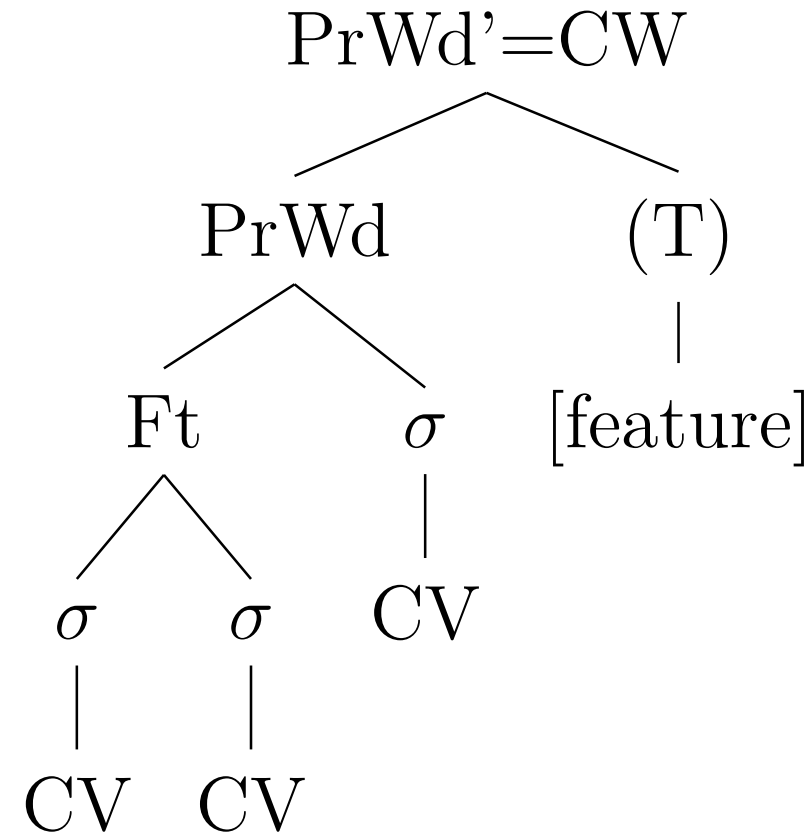 PrWd'=CW
PrWd (T)
Ft σ [feature]
σ σ CV
CV CV